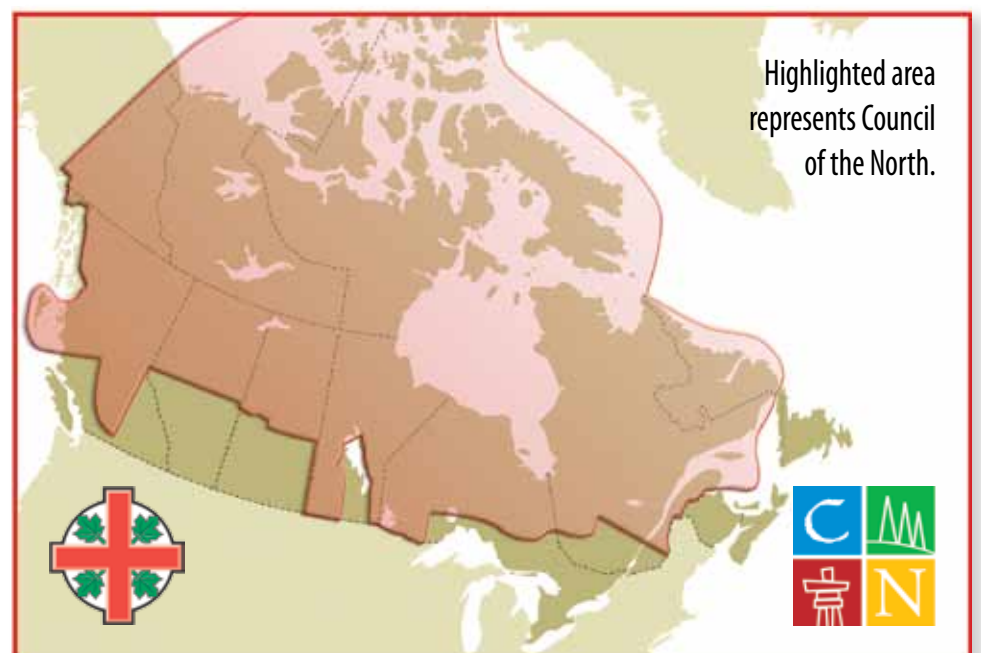 Highlighted area
represents Council
of the North.
C
N